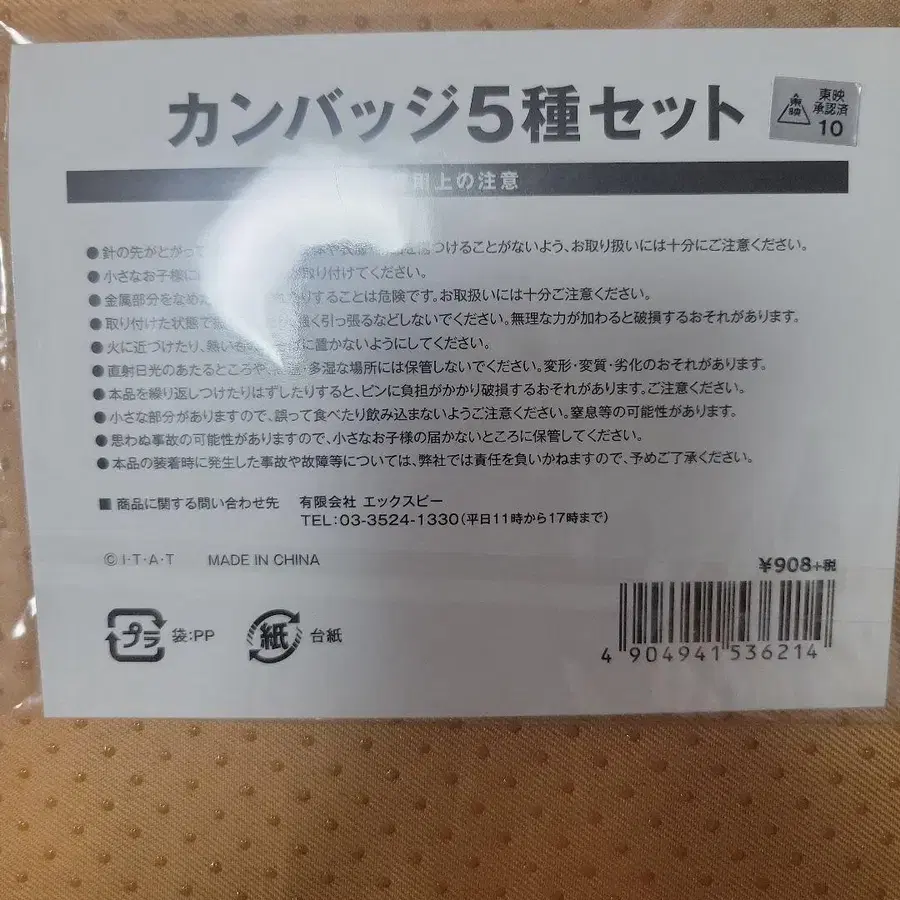 カンバッジ5種セット
東映
東映
承認済
10
用上の注意
●針の先がとがって つけることがないよう、お取り扱いには十分にご注意ください。
●小さなお子様に 取り付けてください。
●金属部分をなめた りすることは危険です。お取扱いには十分ご注意ください。
●取り付けた状態で 強く引っ張るなどしないでください。無理な力が加わると破損するおそれがあります。
●火に近づけたり、熱い に置かないようにしてください。
●直射日光のあたるところや、高温・多湿な場所には保管しないでください。変形・変質・劣化のおそれがあります。
●本品を繰り返しつけたりはずしたりすると、ピンに負担がかかり破損するおそれがあります。ご注意ください。
●小さな部分がありますので、誤って食べたり飲み込まないようご注意ください。窒息等の可能性があります。
●思わぬ事故の可能性がありますので、小さなお子様の届かないところに保管してください。
●本品の装着時に発生した事故や故障等については、弊社では責任を負いかねますので、予めご了承ください。
■商品に関する問い合わせ先 有限会社 エックスピー
TEL:03-3524-1330(平日11時から17時まで)
©I・T・A・T MADE IN CHINA
¥908+税
プラ 袋:PP 紙 台紙
4 904941 536214